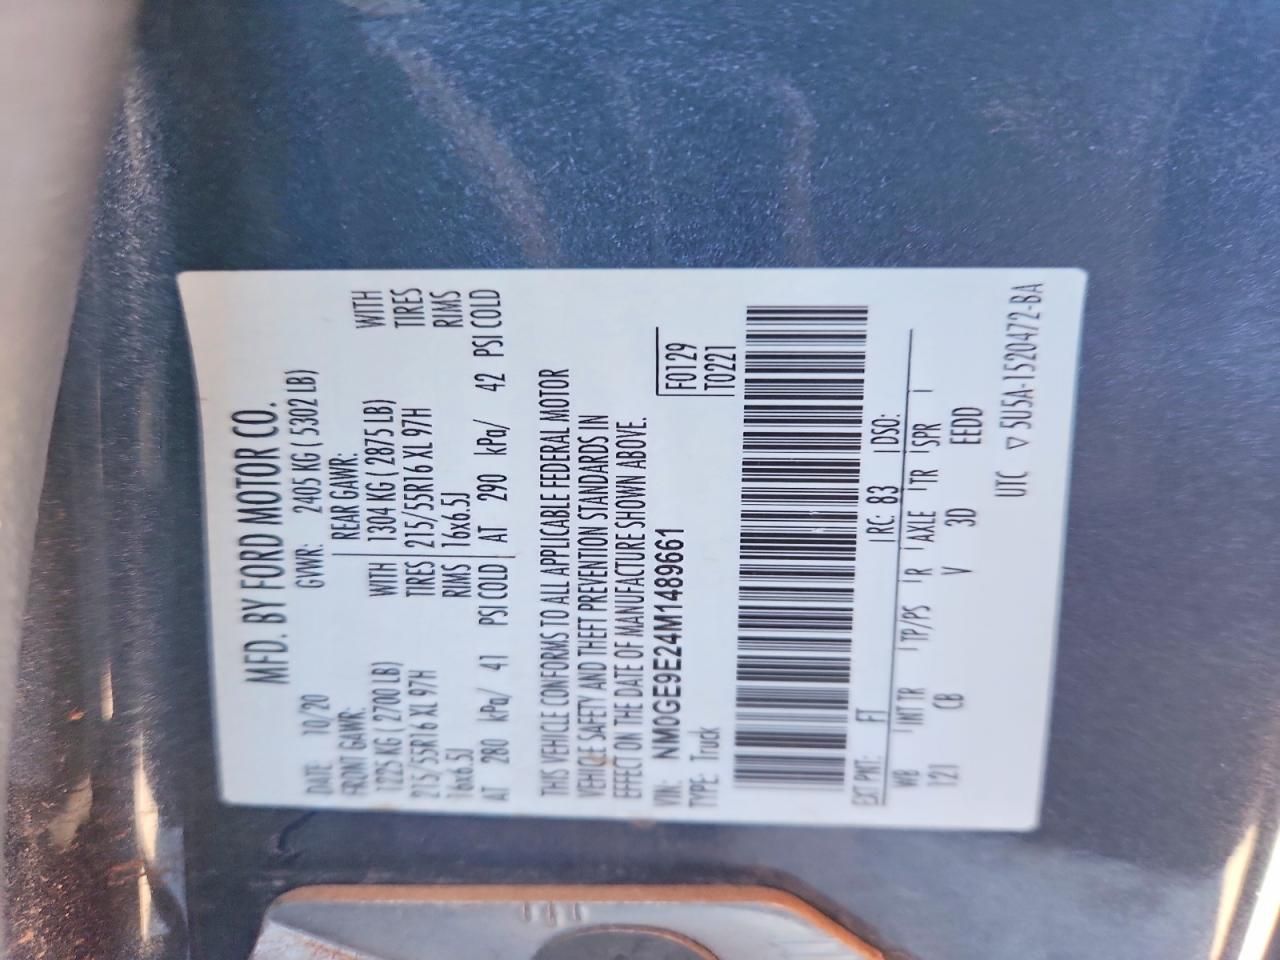 MFD. BY FORD MOTOR CO.
DATE: 10/20 GVWR: 2405 KG ( 5302 LB)
FRONT GAWR: REAR GAWR:
1225 KG ( 2700 LB) WITH 1304 KG ( 2875 LB) WITH
215/55R16 XL 97H TIRES 215/55R16 XL 97H TIRES
16x6.5J RIMS 16x6.5J RIMS
AT 280 kPa/ 41 PSI COLD AT 290 kPa/ 42 PSI COLD
THIS VEHICLE CONFORMS TO ALL APPLICABLE FEDERAL MOTOR
VEHICLE SAFETY AND THEFT PREVENTION STANDARDS IN
EFFECT ON THE DATE OF MANUFACTURE SHOWN ABOVE.
VIN: NM0GE9E24M1489661 F0129
TYPE: Truck T0221
EXT PNT: FT RC: 83 DSO:
WB INT TR TP/PS R AXLE TR SPR
121 CB V 3D EEDD
UTC ▽ 5U5A-1520472-BA